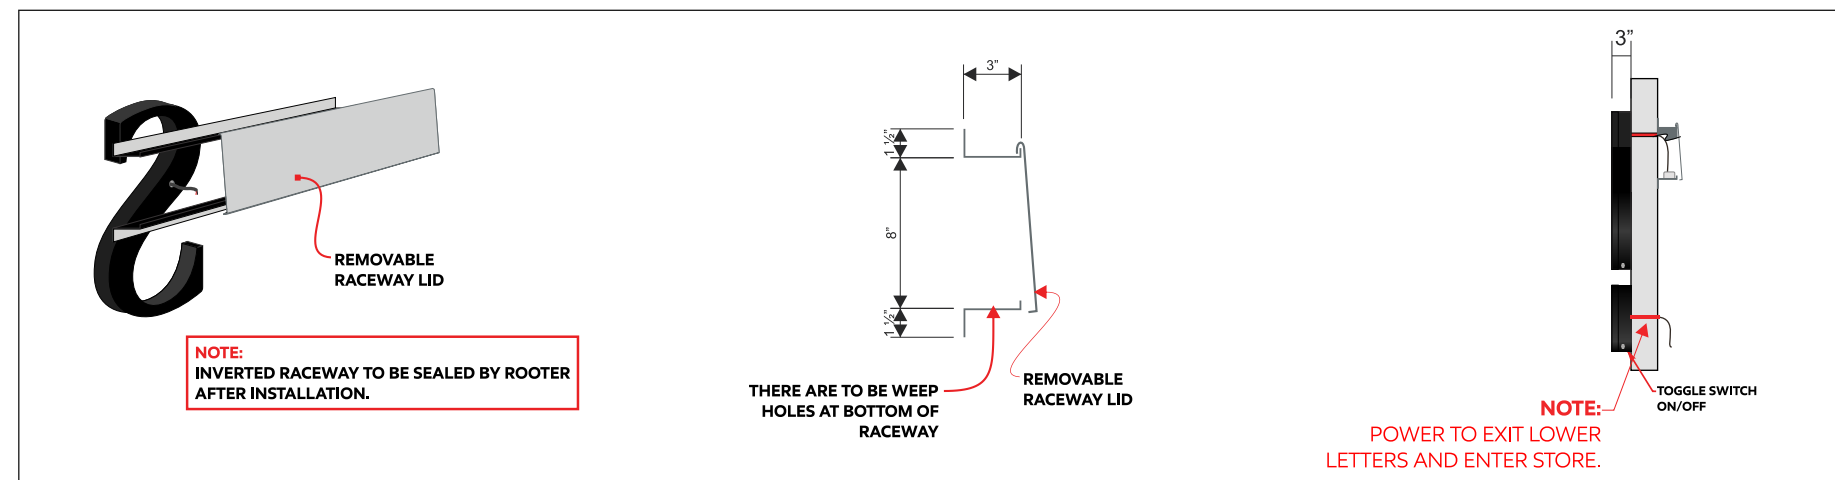 REMOVABLE
RACEWAY LID
NOTE:
INVERTED RACEWAY TO BE SEALED BY ROOTER
AFTER INSTALLATION.
3"
1 ½"
8"
1 ½"
THERE ARE TO BE WEEP
HOLES AT BOTTOM OF
RACEWAY
REMOVABLE
RACEWAY LID
3"
TOGGLE SWITCH
ON/OFF
NOTE:
POWER TO EXIT LOWER
LETTERS AND ENTER STORE.